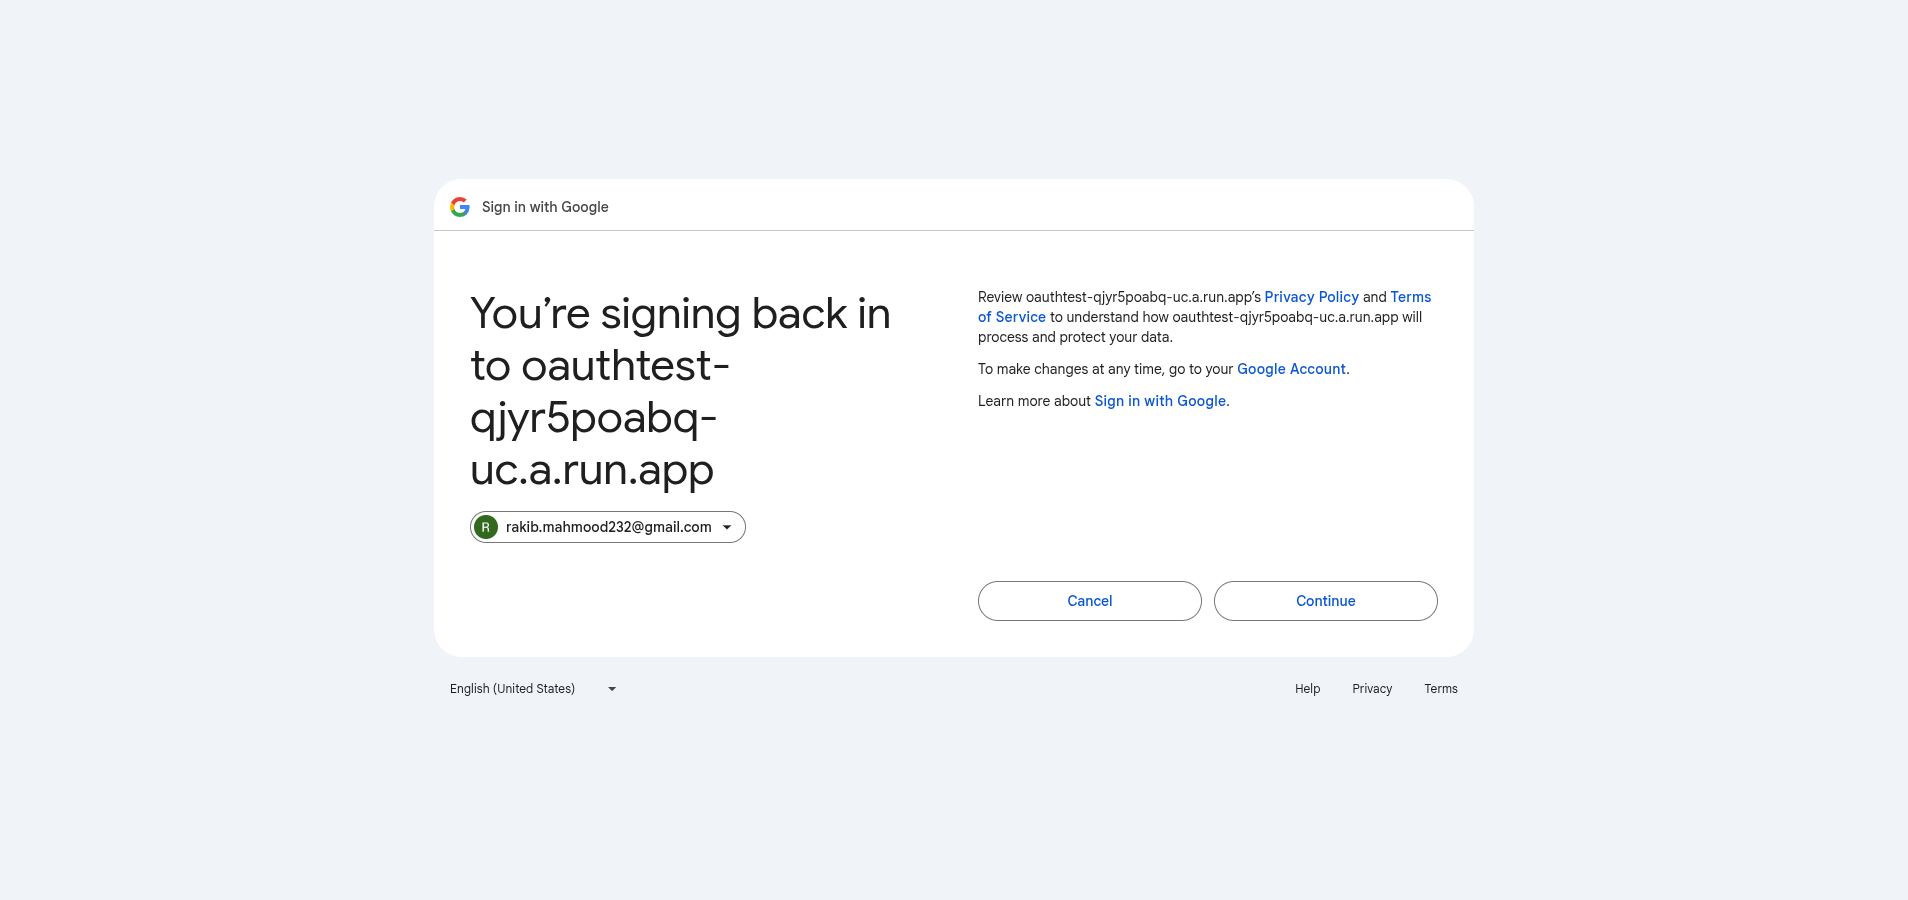 Sign in with Google
You’re signing back in
to oauthtest-
qjyr5poabq-
uc.a.run.app
R rakib.mahmood232@gmail.com
Review oauthtest-qjyr5poabq-uc.a.run.app’s Privacy Policy and Terms
of Service to understand how oauthtest-qjyr5poabq-uc.a.run.app will
process and protect your data.
To make changes at any time, go to your Google Account.
Learn more about Sign in with Google.
Cancel Continue
English (United States) Help Privacy Terms